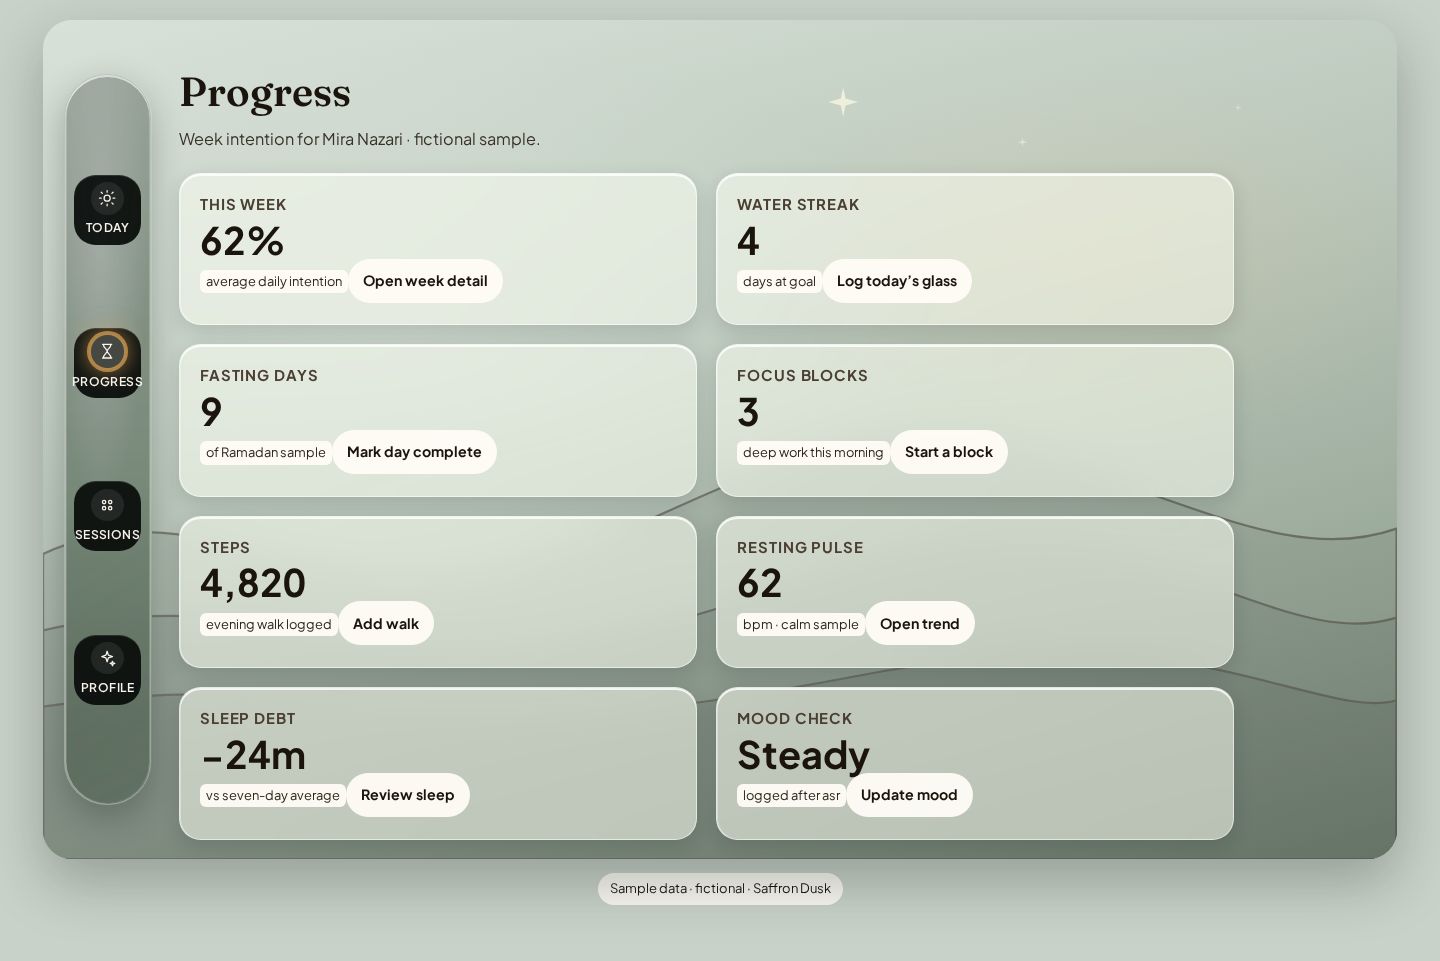 Progress
Week intention for Mira Nazari · fictional sample.
TODAY
PROGRESS
SESSIONS
PROFILE
THIS WEEK
62%
average daily intention Open week detail
WATER STREAK
4
days at goal Log today’s glass
FASTING DAYS
9
of Ramadan sample Mark day complete
FOCUS BLOCKS
3
deep work this morning Start a block
STEPS
4,820
evening walk logged Add walk
RESTING PULSE
62
bpm · calm sample Open trend
SLEEP DEBT
−24m
vs seven-day average Review sleep
MOOD CHECK
Steady
logged after asr Update mood
Sample data · fictional · Saffron Dusk